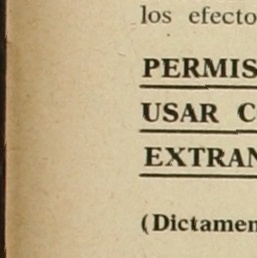 los efecto
PERMIS
USAR C
EXTRAN
(Dictamen